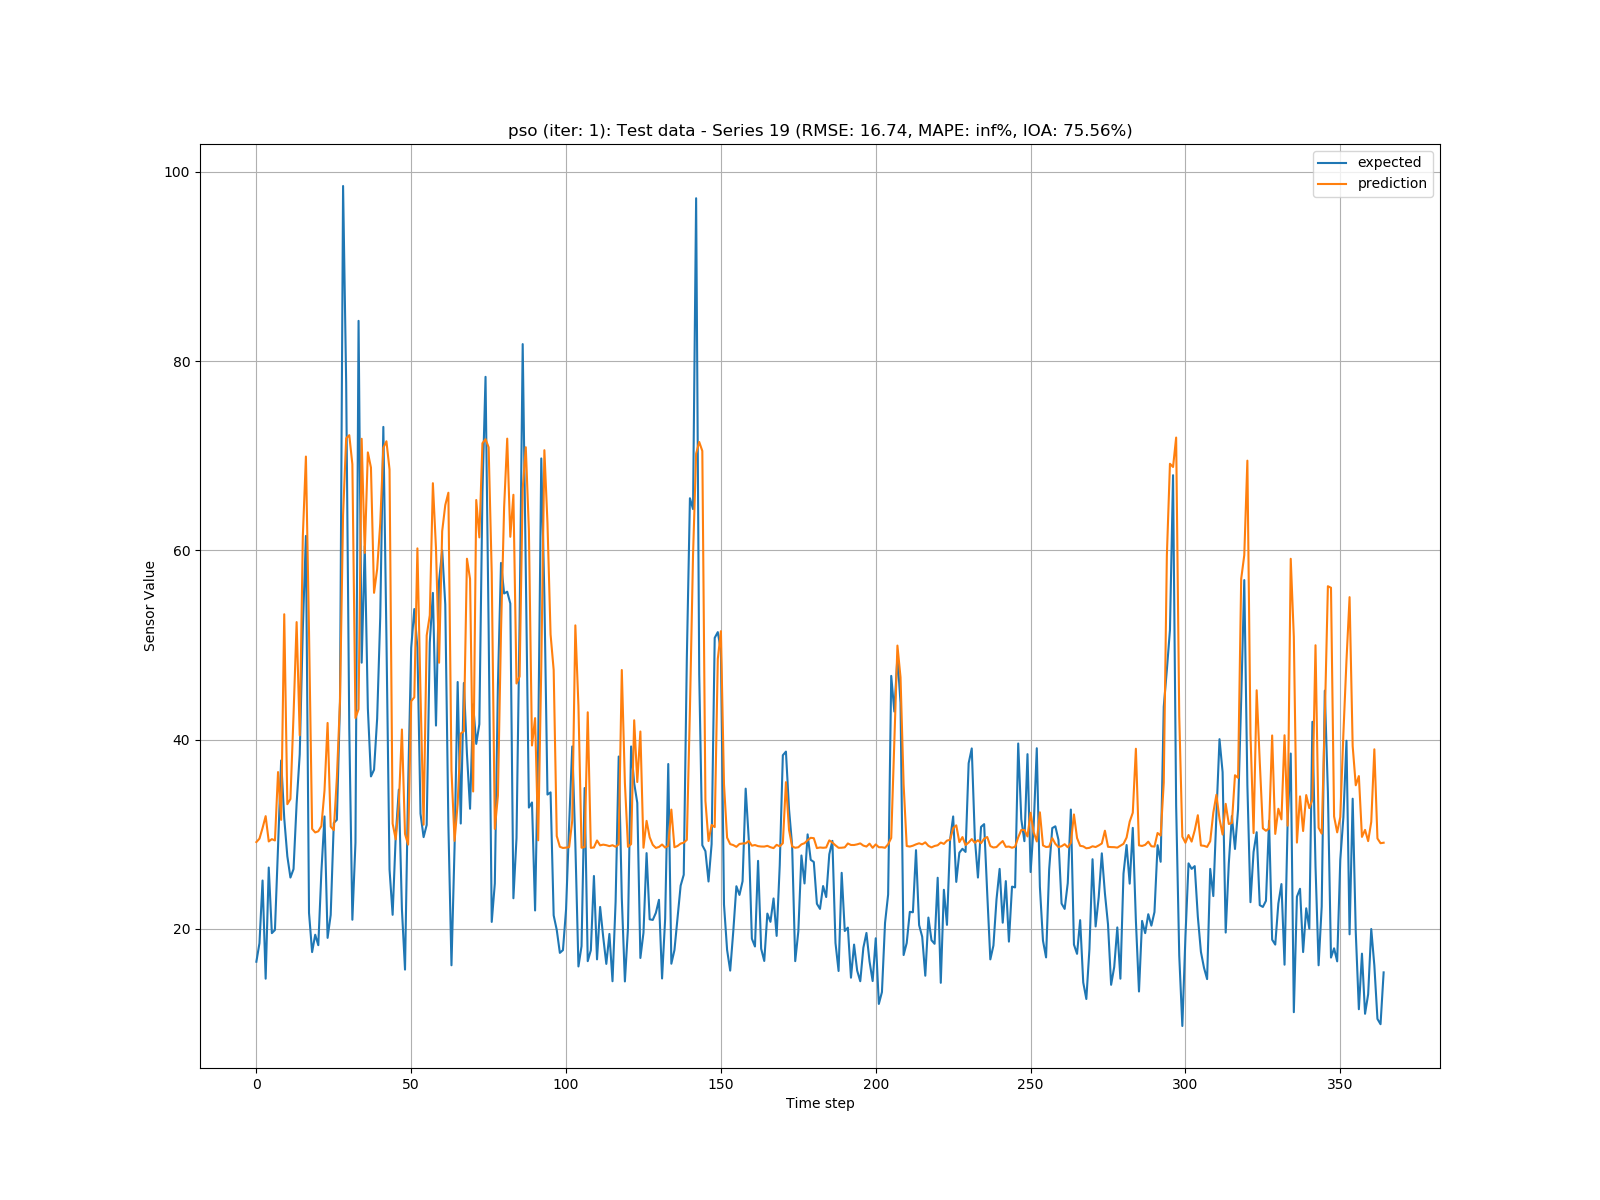 pso (iter: 1): Test data - Series 19 (RMSE: 16.74, MAPE: inf%, IOA: 75.56%)
expected
prediction
100
80
60
40
20
Sensor Value
0 50 100 150 200 250 300 350
Time step